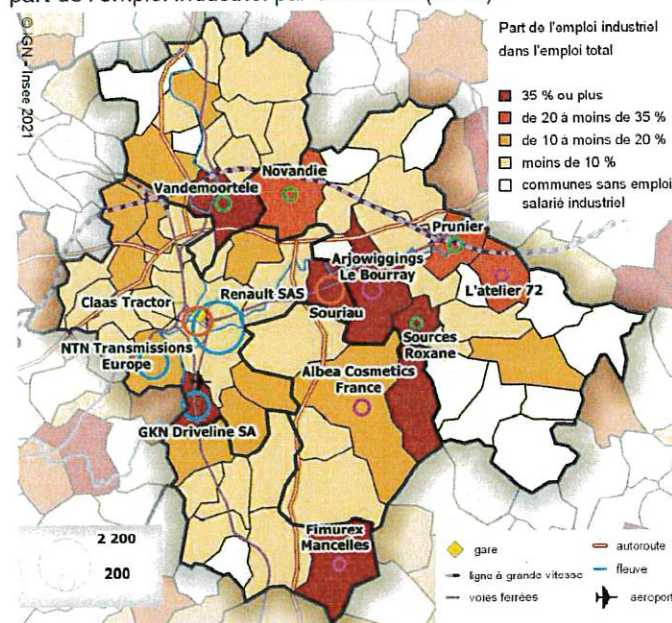 part de l'emploi industriel par
© IGN - Insee 2021
Part de l'emploi industriel
dans l'emploi total
35 % ou plus
de 20 à moins de 35 %
de 10 à moins de 20 %
moins de 10 %
communes sans emploi
salarié industriel
Novandie
Vandemoortele
Prunier
Arjowiggings
Le Bourray
L'atelier 72
Renault SAS
Claas Tractor
Souriau
NTN Transmissions
Europe
Sources
Roxane
Albea Cosmetics
France
GKN Driveline SA
Fimurex
Mancelles
2 200
200
gare
autoroute
ligne à grande vitesse
fleuve
voies ferrées
aeroport